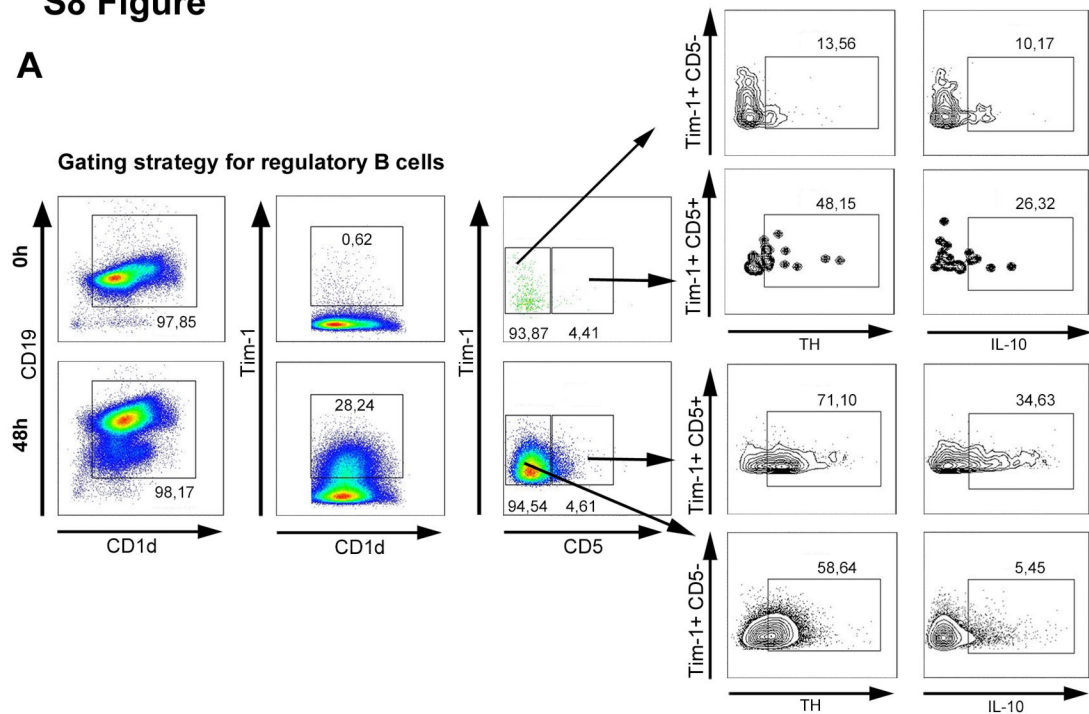 S8 Figure
A
Gating strategy for regulatory B cells
0h
48h
CD19
97,85
98,17
CD1d
Tim-1
0,62
28,24
CD1d
Tim-1
93,87 4,41
94,54 4,61
CD5
Tim-1+ CD5-
13,56
10,17
Tim-1+ CD5+
48,15
26,32
TH
IL-10
Tim-1+ CD5+
71,10
34,63
Tim-1+ CD5-
58,64
5,45
TH
IL-10